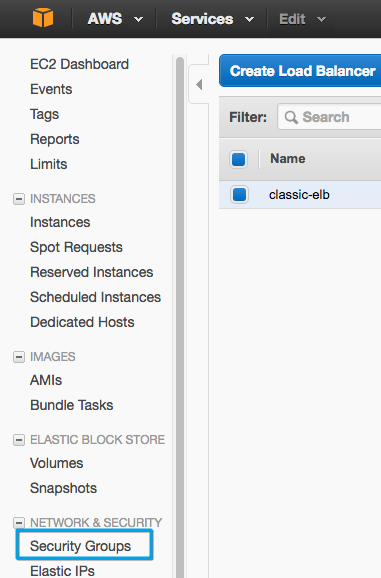 AWS Services Edit
EC2 Dashboard
Events
Tags
Reports
Limits
INSTANCES
Instances
Spot Requests
Reserved Instances
Scheduled Instances
Dedicated Hosts
IMAGES
AMIs
Bundle Tasks
ELASTIC BLOCK STORE
Volumes
Snapshots
NETWORK & SECURITY
Security Groups
Elastic IPs
Create Load Balancer
Filter: Search
Name
classic-elb